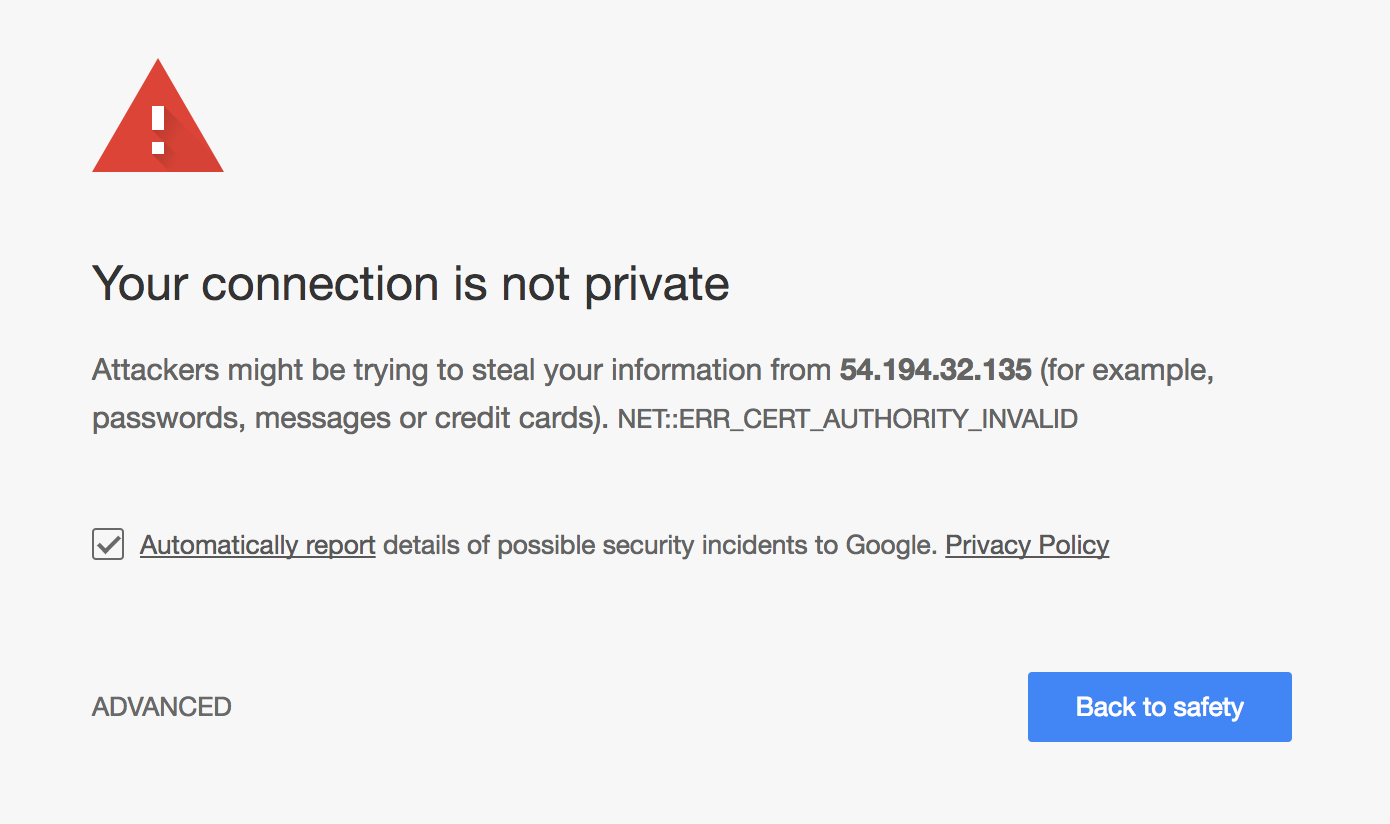 Your connection is not private
Attackers might be trying to steal your information from 54.194.32.135 (for example,
passwords, messages or credit cards). NET::ERR_CERT_AUTHORITY_INVALID
Automatically report details of possible security incidents to Google. Privacy Policy
ADVANCED
Back to safety